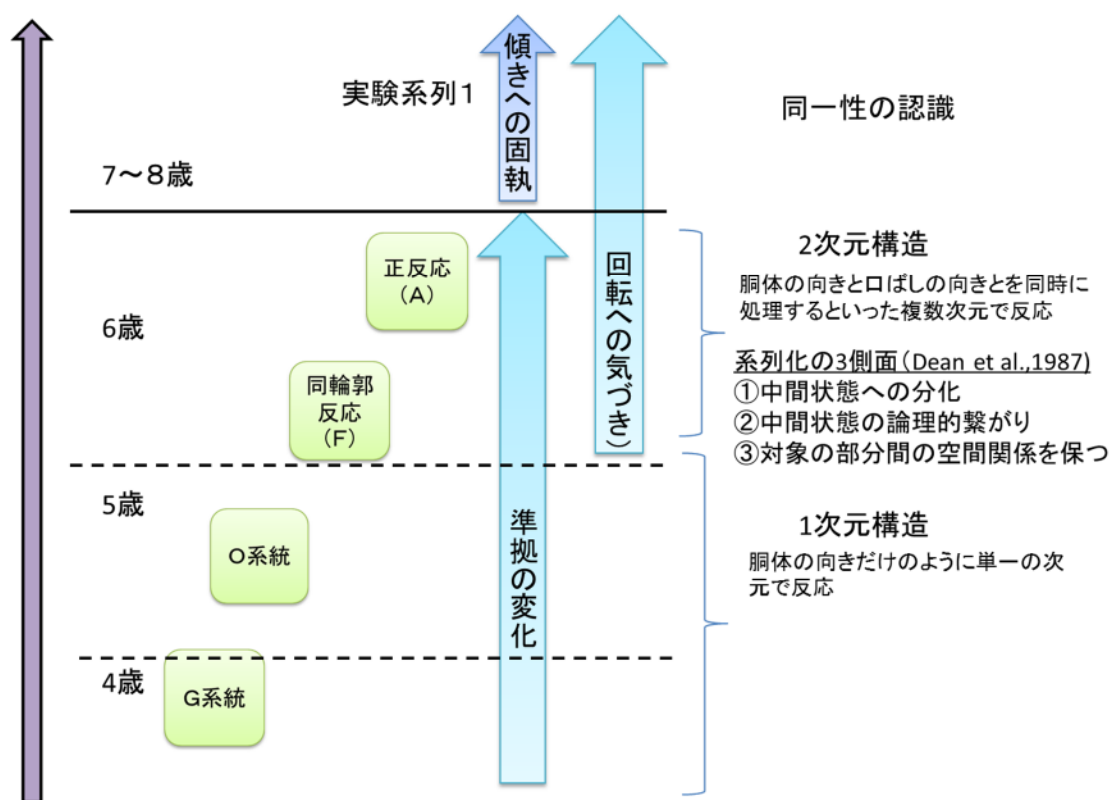 実験系列1
傾きへの固執
同一性の認識
7～8歳
正反応
（A）
6歳
同輪郭
反応
（F）
回転への気づき）
2次元構造
胴体の向きと口ばしの向きとを同時に
処理するといった複数次元で反応
系列化の3側面（Dean et al.,1987）
①中間状態への分化
②中間状態の論理的繋がり
③対象の部分間の空間関係を保つ
5歳
O系統
準拠の変化
1次元構造
胴体の向きだけのように単一の次
元で反応
4歳
G系統